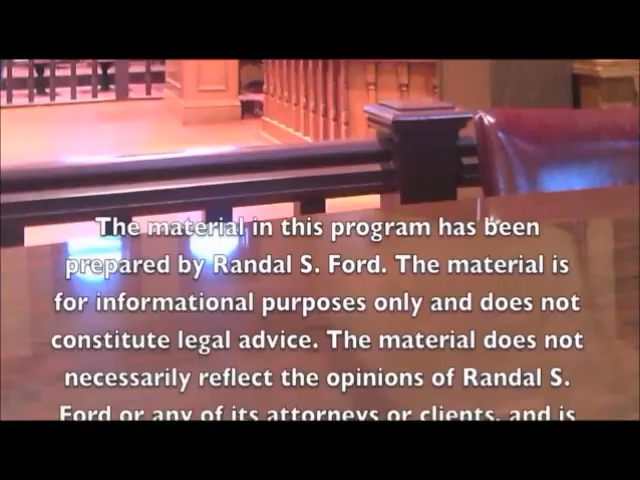 The material in this program has been
prepared by Randal S. Ford. The material is
for informational purposes only and does not
constitute legal advice. The material does not
necessarily reflect the opinions of Randal S.
Ford or any of its attorneys or clients, and is